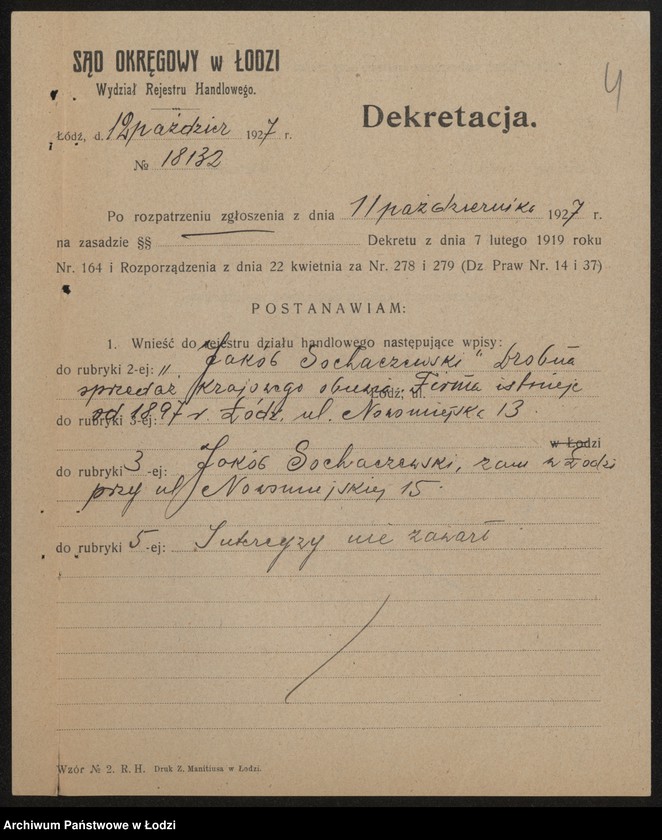 4
SĄD OKRĘGOWY w ŁODZI
Wydział Rejestru Handlowego.
Dekretacja.
Łódź, d. 12 paździer 1927 r.
№ 18132
Po rozpatrzeniu zgłoszenia z dnia 11 października 1927 r.
na zasadzie §§ Dekretu z dnia 7 lutego 1919 roku
Nr. 164 i Rozporządzenia z dnia 22 kwietnia za Nr. 278 i 279 (Dz Praw Nr. 14 i 37)
POSTANAWIAM:
1. Wnieść do rejestru działu handlowego następujące wpisy:
do rubryki 2-ej: „Jakób Sochaczewski" Drobna
sprzedaż krajowego obuwia. Firma istnieje
Łódź, ul.
do rubryki 3-ej: od 1897 r. Łódź, ul. Nowomiejska 13.
w Łodzi
do rubryki 3-ej: Jakób Sochaczewski, zam w Łodzi
przy ul. Nowomiejskiej 15.
do rubryki 5-ej: Intercyzy nie zawarł
Wzór № 2. R. H. Druk Z. Manitiusa w Łodzi.
Archiwum Państwowe w Łodzi